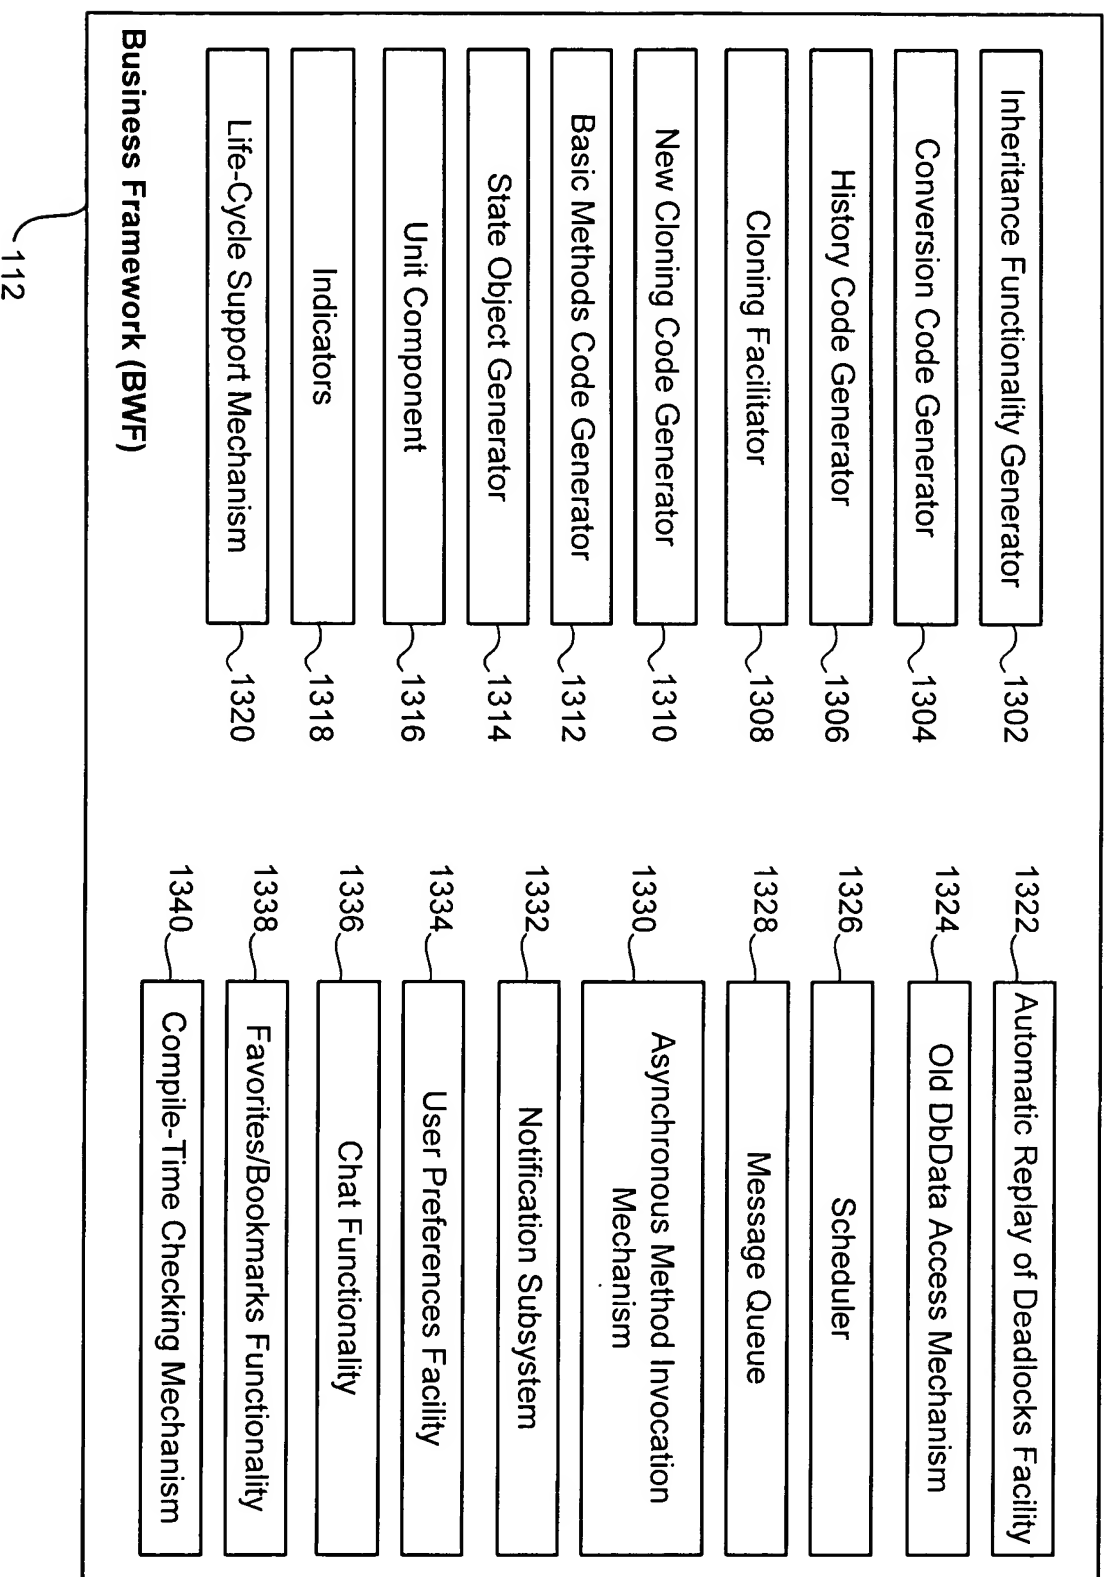 Inheritance Functionality Generator
1302
Conversion Code Generator
1304
History Code Generator
1306
Cloning Facilitator
1308
New Cloning Code Generator
1310
Basic Methods Code Generator
1312
State Object Generator
1314
Unit Component
1316
Indicators
1318
Life-Cycle Support Mechanism
1320
1322
Automatic Replay of Deadlocks Facility
1324
Old DbData Access Mechanism
1326
Scheduler
1328
Message Queue
1330
Asynchronous Method Invocation
Mechanism
1332
Notification Subsystem
1334
User Preferences Facility
1336
Chat Functionality
1338
Favorites/Bookmarks Functionality
1340
Compile-Time Checking Mechanism
Business Framework (BWF)
112